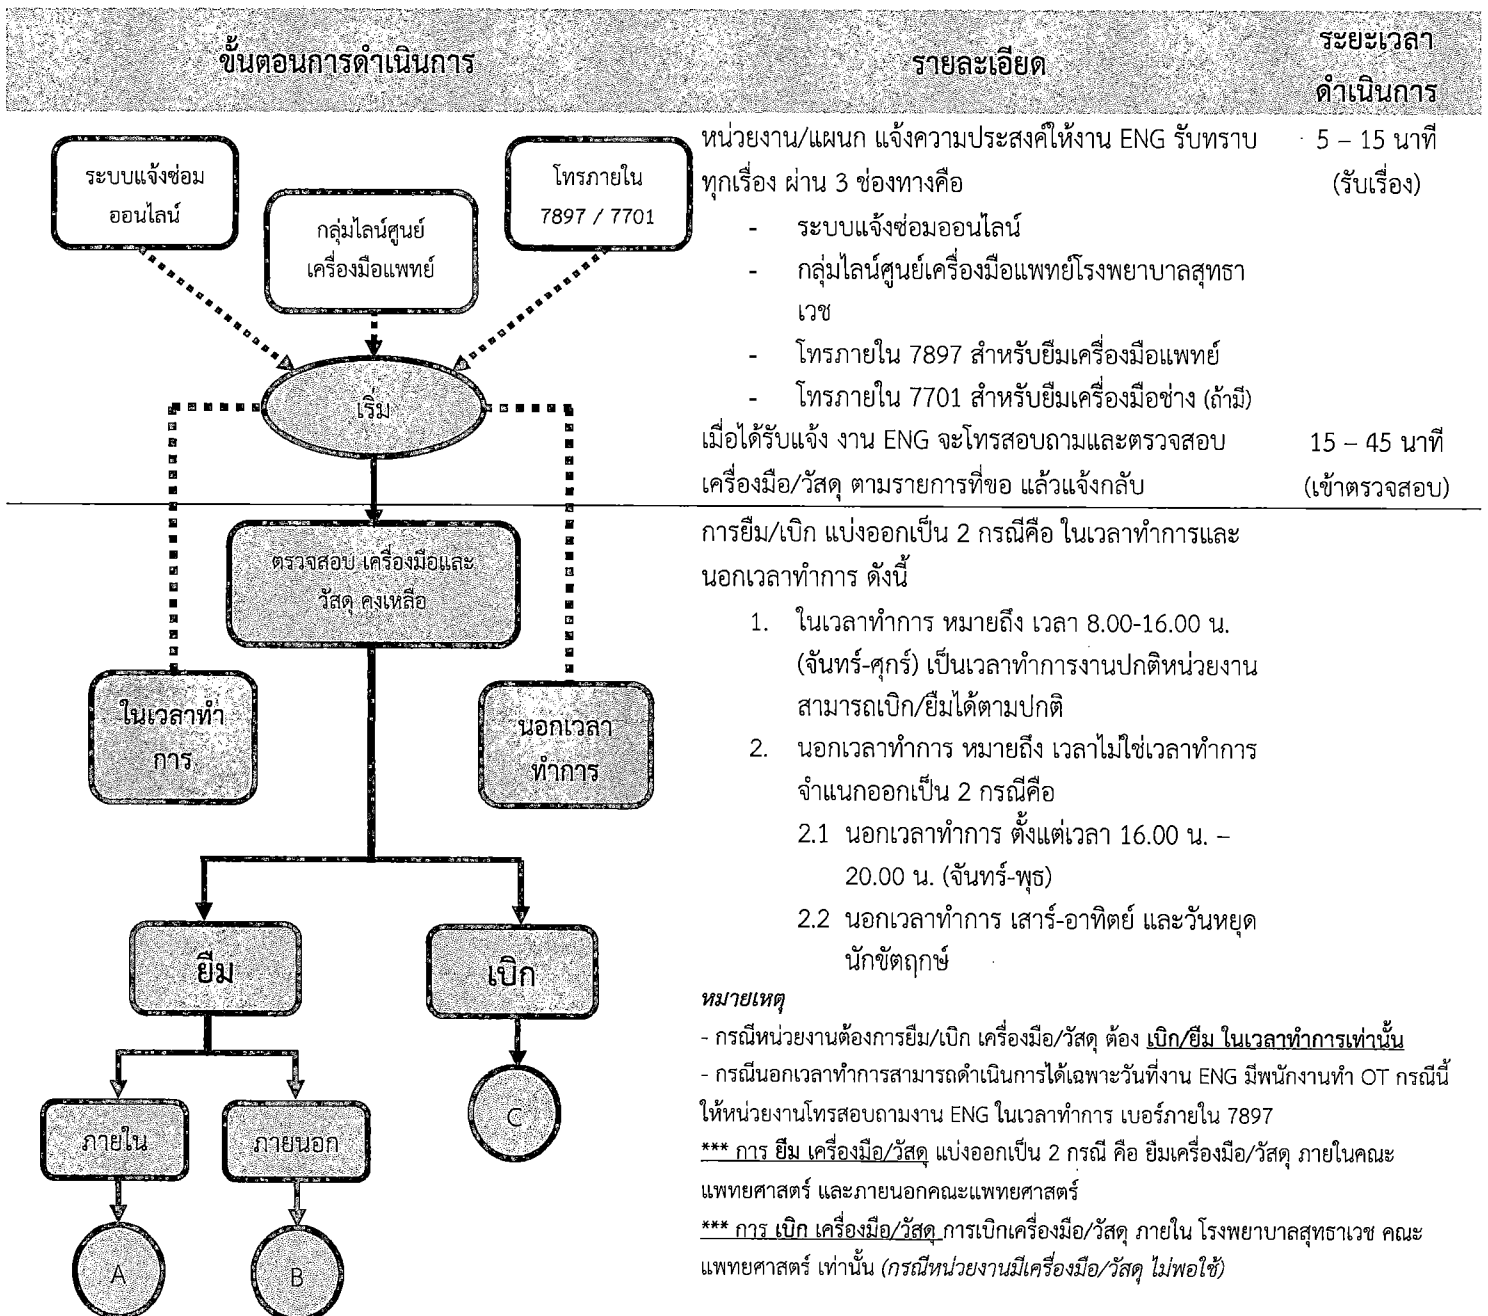 ขั้นตอนการดำเนินการ
รายละเอียด
ระยะเวลา
ดำเนินการ
ระบบแจ้งซ่อม
ออนไลน์
กลุ่มไลน์ศูนย์
เครื่องมือแพทย์
โทรภายใน
7897 / 7701
เริ่ม
ตรวจสอบ เครื่องมือและ
วัสดุ คงเหลือ
ในเวลาทำ
การ
นอกเวลา
ทำการ
ยืม
เบิก
ภายใน
ภายนอก
C
A
B
หน่วยงาน/แผนก แจ้งความประสงค์ให้งาน ENG รับทราบ
ทุกเรื่อง ผ่าน 3 ช่องทางคือ
- ระบบแจ้งซ่อมออนไลน์
- กลุ่มไลน์ศูนย์เครื่องมือแพทย์โรงพยาบาลสุทธา
เวช
- โทรภายใน 7897 สำหรับยืมเครื่องมือแพทย์
- โทรภายใน 7701 สำหรับยืมเครื่องมือช่าง (ถ้ามี)
เมื่อได้รับแจ้ง งาน ENG จะโทรสอบถามและตรวจสอบ
เครื่องมือ/วัสดุ ตามรายการที่ขอ แล้วแจ้งกลับ
5 – 15 นาที
(รับเรื่อง)
15 – 45 นาที
(เข้าตรวจสอบ)
การยืม/เบิก แบ่งออกเป็น 2 กรณีคือ ในเวลาทำการและ
นอกเวลาทำการ ดังนี้
1. ในเวลาทำการ หมายถึง เวลา 8.00-16.00 น.
(จันทร์-ศุกร์) เป็นเวลาทำการงานปกติหน่วยงาน
สามารถเบิก/ยืมได้ตามปกติ
2. นอกเวลาทำการ หมายถึง เวลาไม่ใช่เวลาทำการ
จำแนกออกเป็น 2 กรณีคือ
2.1 นอกเวลาทำการ ตั้งแต่เวลา 16.00 น. –
20.00 น. (จันทร์-พุธ)
2.2 นอกเวลาทำการ เสาร์-อาทิตย์ และวันหยุด
นักขัตฤกษ์
หมายเหตุ
- กรณีหน่วยงานต้องการยืม/เบิก เครื่องมือ/วัสดุ ต้อง เบิก/ยืม ในเวลาทำการเท่านั้น
- กรณีนอกเวลาทำการสามารถดำเนินการได้เฉพาะวันที่งาน ENG มีพนักงานทำ OT กรณีนี้
ให้หน่วยงานโทรสอบถามงาน ENG ในเวลาทำการ เบอร์ภายใน 7897
*** การ ยืม เครื่องมือ/วัสดุ แบ่งออกเป็น 2 กรณี คือ ยืมเครื่องมือ/วัสดุ ภายในคณะ
แพทยศาสตร์ และภายนอกคณะแพทยศาสตร์
*** การ เบิก เครื่องมือ/วัสดุ การเบิกเครื่องมือ/วัสดุ ภายใน โรงพยาบาลสุทธาเวช คณะ
แพทยศาสตร์ เท่านั้น (กรณีหน่วยงานมีเครื่องมือ/วัสดุ ไม่พอใช้)